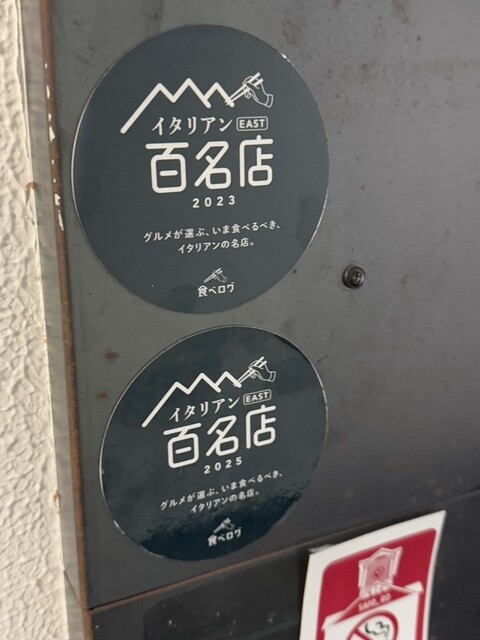 イタリアン EAST
百名店
2023
グルメが選ぶ、いま食べるべき、
イタリアンの名店。
食べログ
イタリアン EAST
百名店
2025
グルメが選ぶ、いま食べるべき、
イタリアンの名店。
食べログ